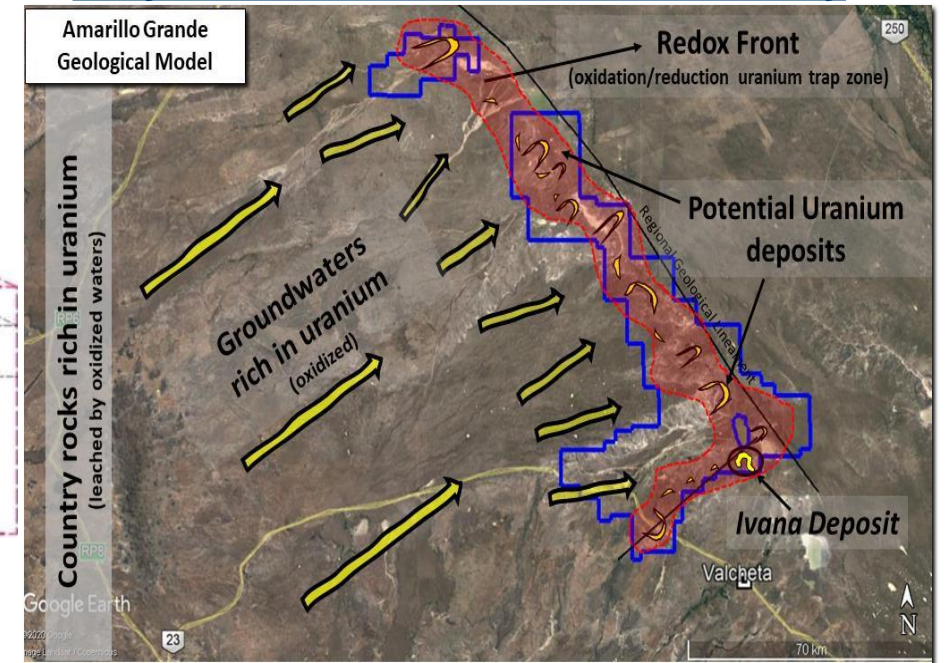 Amarillo Grande
Geological Model
250
Redox Front
(oxidation/reduction uranium trap zone)
Country rocks rich in uranium
(leached by oxidized waters)
Potential Uranium
deposits
Regional Geological Lineament
Groundwaters
rich in uranium
(oxidized)
Ivana Deposit
RP8
Valcheta
Google Earth
23
N
70 km